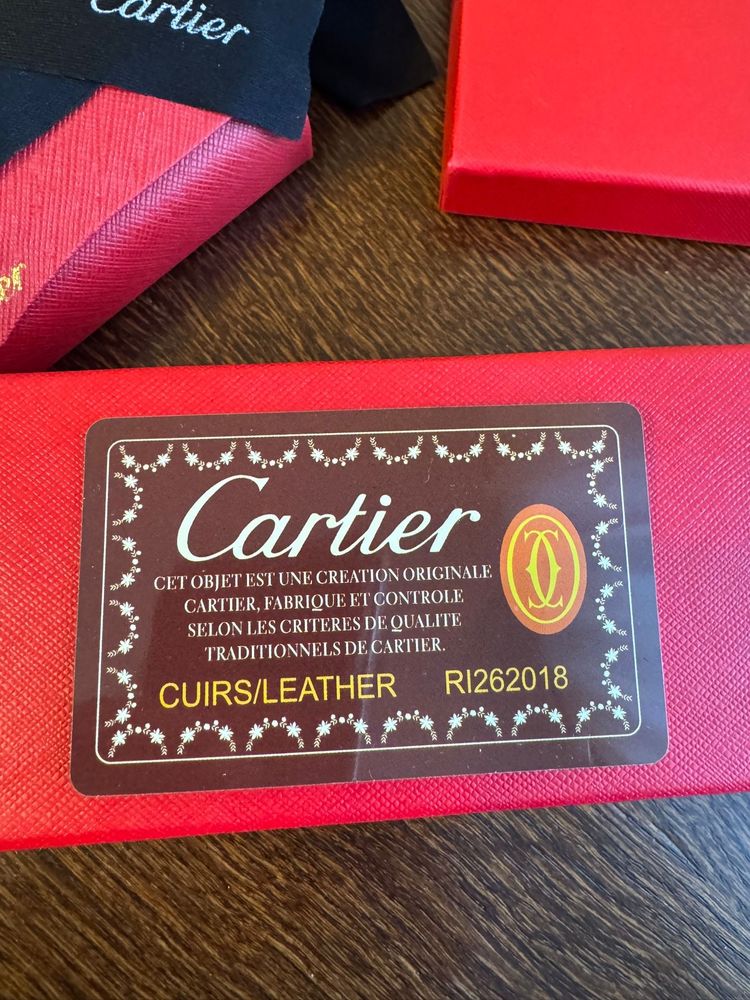 Cartier
Cartier
CET OBJET EST UNE CREATION ORIGINALE
CARTIER, FABRIQUE ET CONTROLE
SELON LES CRITERES DE QUALITE
TRADITIONNELS DE CARTIER.
CUIRS/LEATHER RI262018